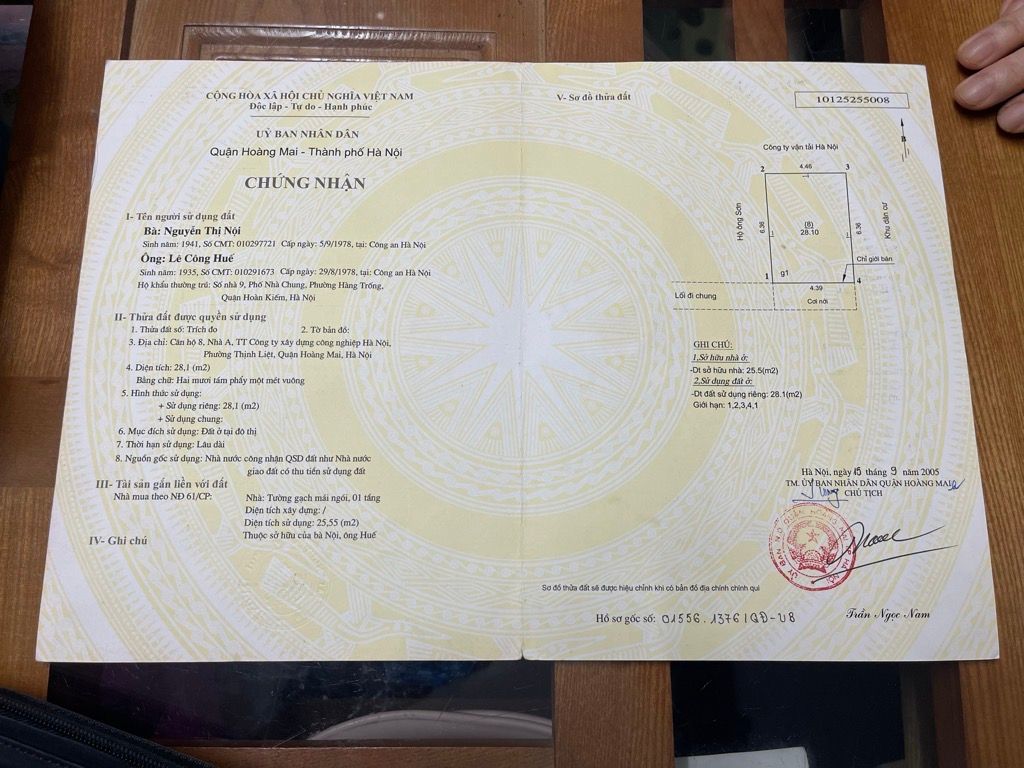 CỘNG HÒA XÃ HỘI CHỦ NGHĨA VIỆT NAM
Độc lập - Tự do - Hạnh phúc
UỶ BAN NHÂN DÂN
Quận Hoàng Mai - Thành phố Hà Nội
CHỨNG NHẬN
I- Tên người sử dụng đất
Bà: Nguyễn Thị Nội
Sinh năm: 1941, Số CMT: 010297721 Cấp ngày: 5/9/1978, tại: Công an Hà Nội
Ông: Lê Công Huế
Sinh năm: 1935, Số CMT: 010291673 Cấp ngày: 29/8/1978, tại: Công an Hà Nội
Hộ khẩu thường trú: Số nhà 9, Phố Nhà Chung, Phường Hàng Trống,
Quận Hoàn Kiếm, Hà Nội
II- Thửa đất được quyền sử dụng
1. Thửa đất số: Trích đo 2. Tờ bản đồ:
3. Địa chỉ: Căn hộ 8, Nhà A, TT Công ty xây dựng công nghiệp Hà Nội,
Phường Thịnh Liệt, Quận Hoàng Mai, Hà Nội
4. Diện tích: 28,1 (m2)
Bằng chữ: Hai mươi tám phẩy một mét vuông
5. Hình thức sử dụng:
+ Sử dụng riêng: 28,1 (m2)
+ Sử dụng chung:
6. Mục đích sử dụng: Đất ở tại đô thị
7. Thời hạn sử dụng: Lâu dài
8. Nguồn gốc sử dụng: Nhà nước công nhận QSD đất như Nhà nước
giao đất có thu tiền sử dụng đất
III- Tài sản gắn liền với đất
Nhà mua theo NĐ 61/CP: Nhà: Tường gạch mái ngói, 01 tầng
Diện tích xây dựng: /
Diện tích sử dụng: 25,55 (m2)
Thuộc sở hữu của bà Nội, ông Huế
IV- Ghi chú
V- Sơ đồ thửa đất
10125255008
B
Công ty vận tải Hà Nội
2 4.46 3
Hộ ông Sơn
6.36
(8)
28.10
6.36
Khu dân cư
Chỉ giới bán
1 g1 4
4.39
Lối đi chung
Cơi nới
GHI CHÚ:
1,Sở hữu nhà ở:
-Dt sở hữu nhà: 25.5(m2)
2,Sử dụng đất ở:
-Dt đất sử dụng riêng: 28.1(m2)
Giới hạn: 1,2,3,4,1
Hà Nội, ngày 15 tháng 9 năm 2005
TM. UỶ BAN NHÂN DÂN QUẬN HOÀNG MAI
CHỦ TỊCH
Sơ đồ thửa đất sẽ được hiệu chỉnh khi có bản đồ địa chính chính qui
Hồ sơ gốc số: 01556.1376/QĐ-UB
Trần Ngọc Nam